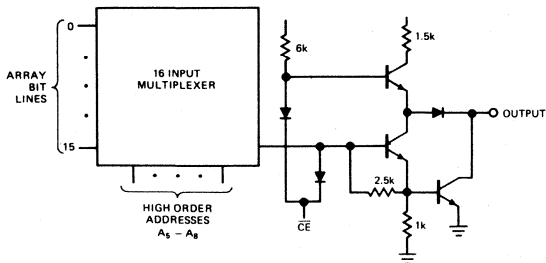 0
6k
1.5k
16 INPUT
MULTIPLEXER
ARRAY
BIT
LINES
OUTPUT
15
2.5k
HIGH ORDER
ADDRESSES
A₅ – A₈
CE
1k